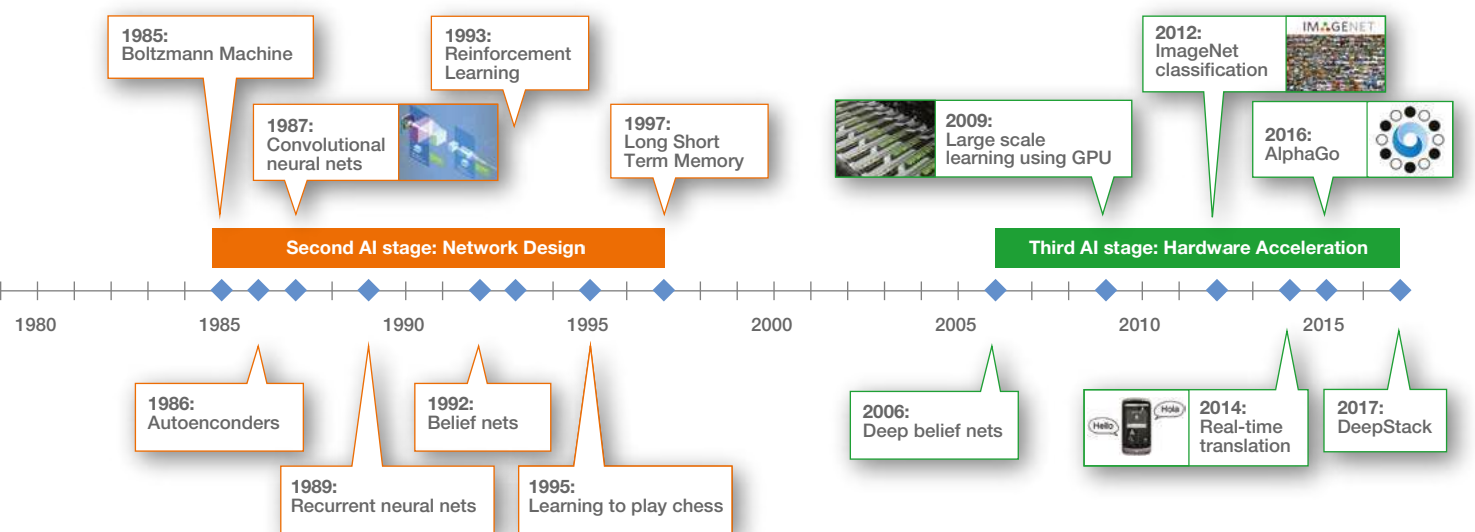 1985:
Boltzmann Machine
1993:
Reinforcement
Learning
2012:
ImageNet
classification
IMAGENET
1987:
Convolutional
neural nets
1997:
Long Short
Term Memory
2009:
Large scale
learning using GPU
2016:
AlphaGo
Second AI stage: Network Design
Third AI stage: Hardware Acceleration
1980
1985
1990
1995
2000
2005
2010
2015
1986:
Autoenconders
1992:
Belief nets
2006:
Deep belief nets
Hello
Hola
2014:
Real-time
translation
2017:
DeepStack
1989:
Recurrent neural nets
1995:
Learning to play chess